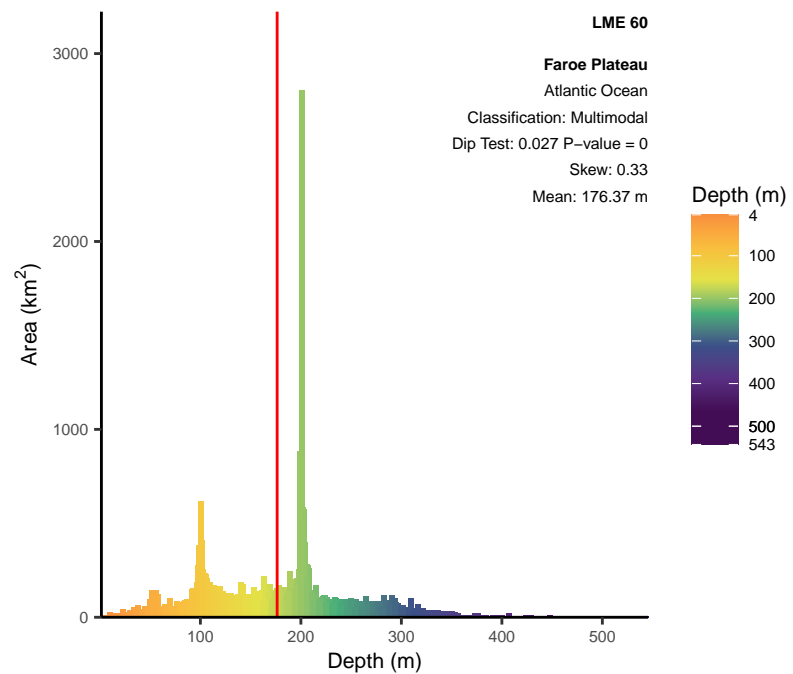 LME 60
Faroe Plateau
Atlantic Ocean
Classification: Multimodal
Dip Test: 0.027 P−value = 0
Skew: 0.33
Mean: 176.37 m
3000
2000
1000
0
Area (km²)
100 200 300 400 500
Depth (m)
Depth (m)
4
100
200
300
400
500
543